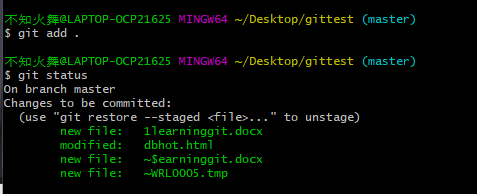 不知火舞@LAPTOP-OCP21625 MINGW64 ~/Desktop/gittest (master)
$ git add .
不知火舞@LAPTOP-OCP21625 MINGW64 ~/Desktop/gittest (master)
$ git status
On branch master
Changes to be committed:
(use "git restore --staged <file>..." to unstage)
new file: 1learninggit.docx
modified: dbhot.html
new file: ~$earninggit.docx
new file: ~WRL0005.tmp